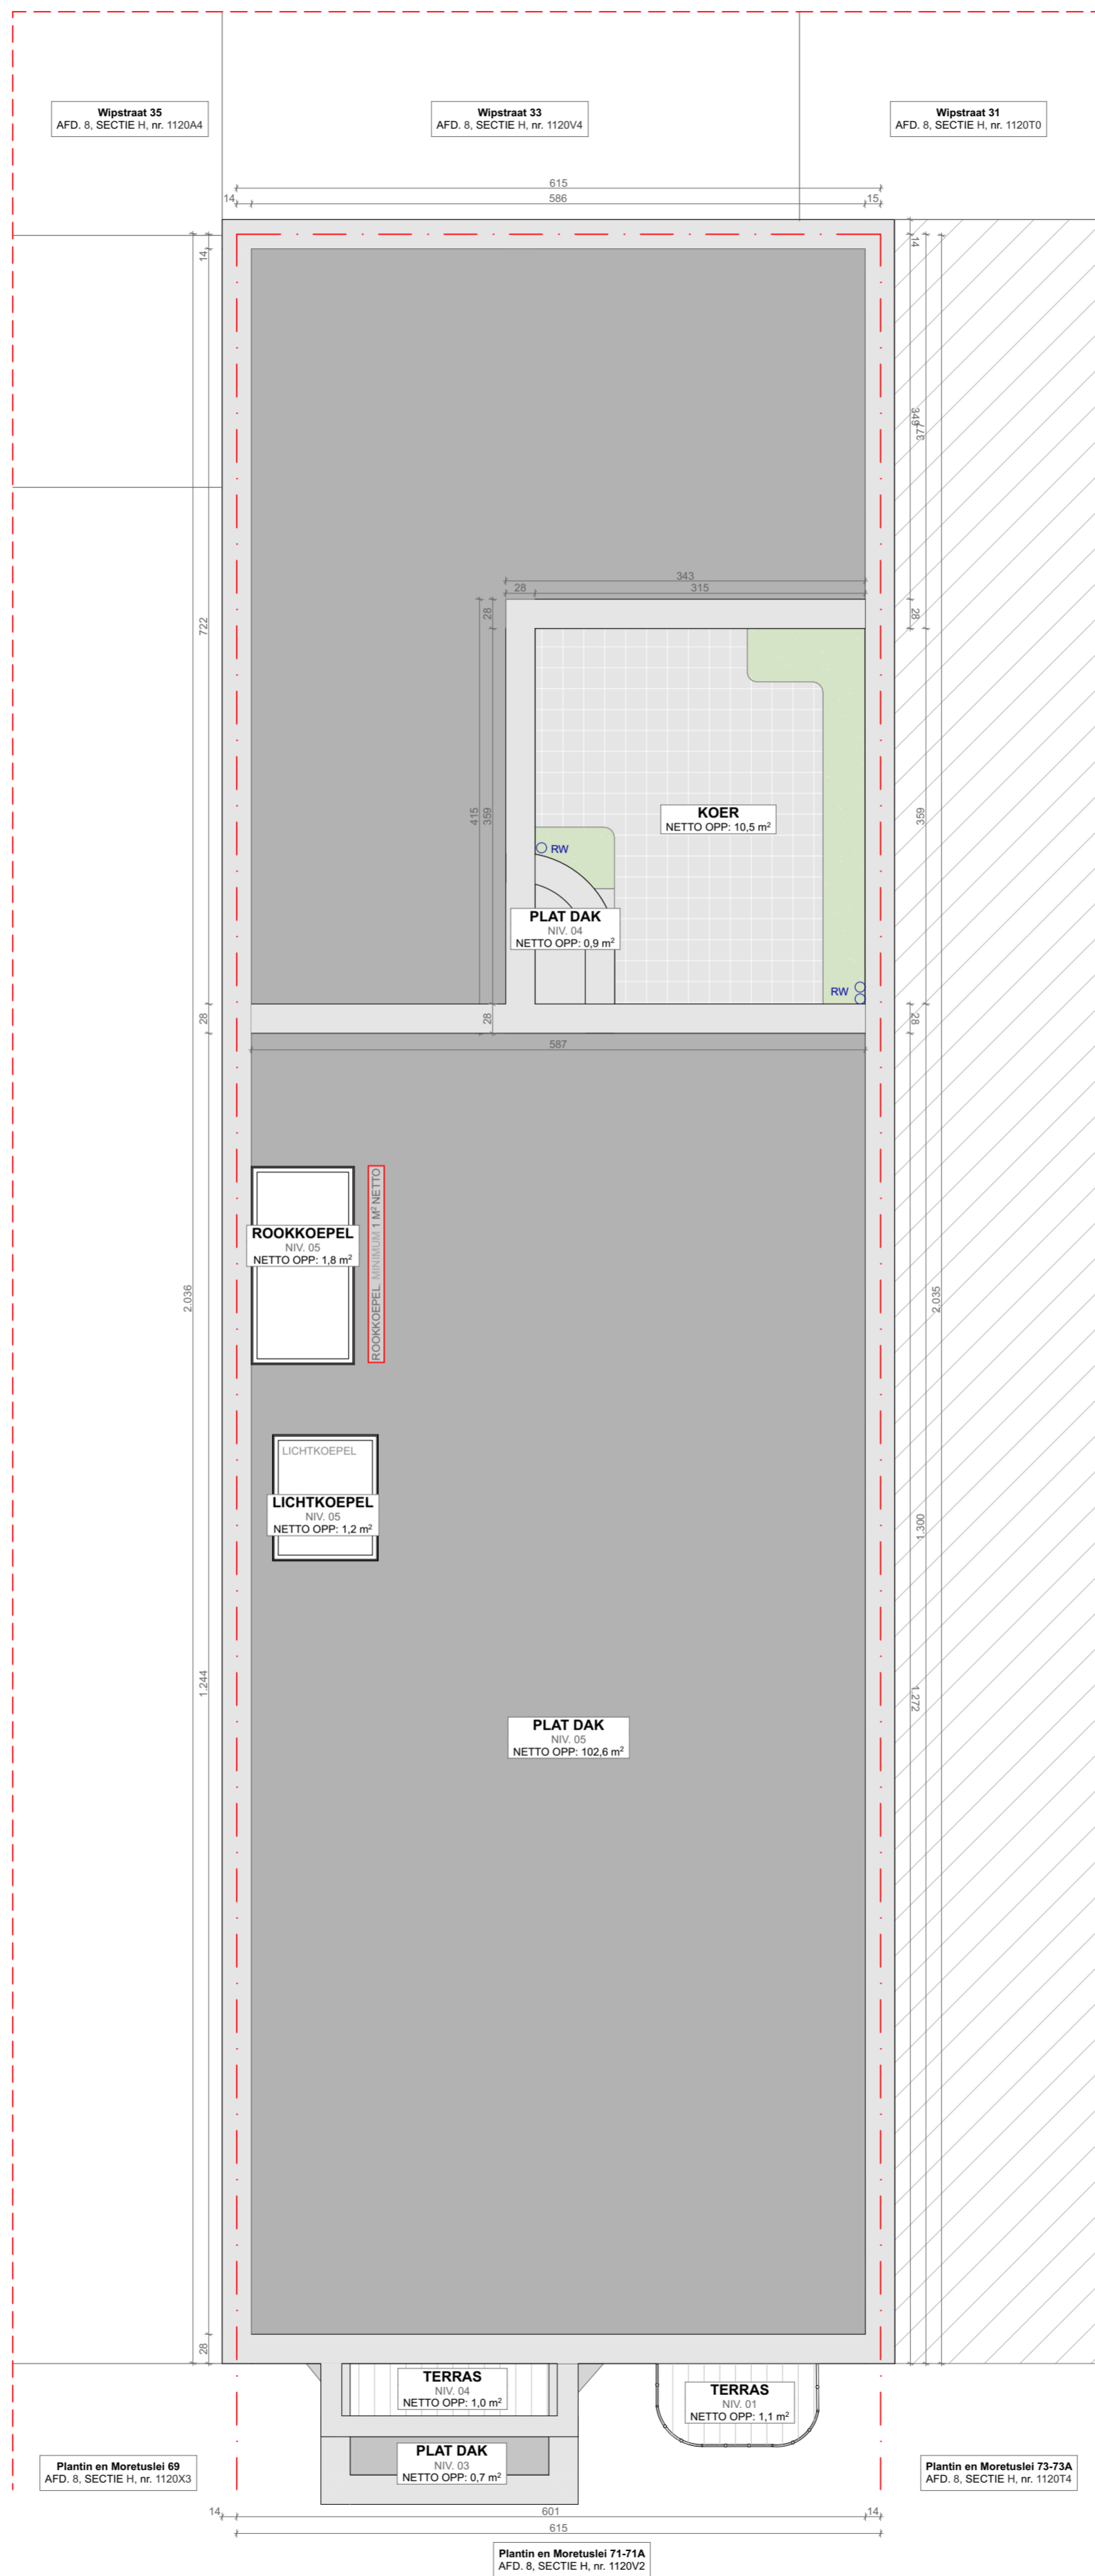 Wipstraat 35
AFD. 8, SECTIE H, nr. 1120A4
Wipstraat 33
AFD. 8, SECTIE H, nr. 1120V4
Wipstraat 31
AFD. 8, SECTIE H, nr. 1120T0
615
14
586
15
14
14
349
377
722
343
28
315
28
28
415
359
KOER
NETTO OPP: 10,5 m²
359
RW
PLAT DAK
NIV. 04
NETTO OPP: 0,9 m²
RW
28
28
28
587
ROOKKOEPEL
NIV. 05
NETTO OPP: 1,8 m²
ROOKKOEPEL. MINIMUM 1 M² NETTO
2.036
2.035
LICHTKOEPEL
LICHTKOEPEL
NIV. 05
NETTO OPP: 1,2 m²
1.300
1.244
1.272
PLAT DAK
NIV. 05
NETTO OPP: 102,6 m²
28
TERRAS
NIV. 04
NETTO OPP: 1,0 m²
TERRAS
NIV. 01
NETTO OPP: 1,1 m²
PLAT DAK
NIV. 03
NETTO OPP: 0,7 m²
Plantin en Moretuslei 69
AFD. 8, SECTIE H, nr. 1120X3
Plantin en Moretuslei 73-73A
AFD. 8, SECTIE H, nr. 1120T4
14
601
14
615
Plantin en Moretuslei 71-71A
AFD. 8, SECTIE H, nr. 1120V2